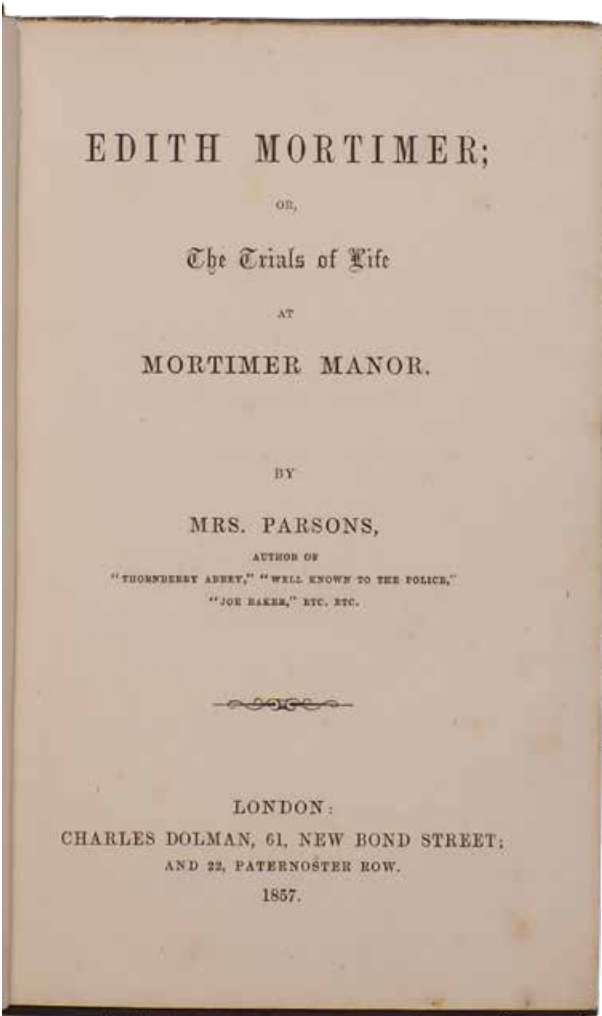 EDITH MORTIMER;
OR,
The Trials of Life
AT
MORTIMER MANOR.
BY
MRS. PARSONS,
AUTHOR OF
"THORNBERRY ABBEY," "WELL KNOWN TO THE POLICE,"
"JOE BAKER," ETC. ETC.
LONDON:
CHARLES DOLMAN, 61, NEW BOND STREET;
AND 22, PATERNOSTER ROW.
1857.